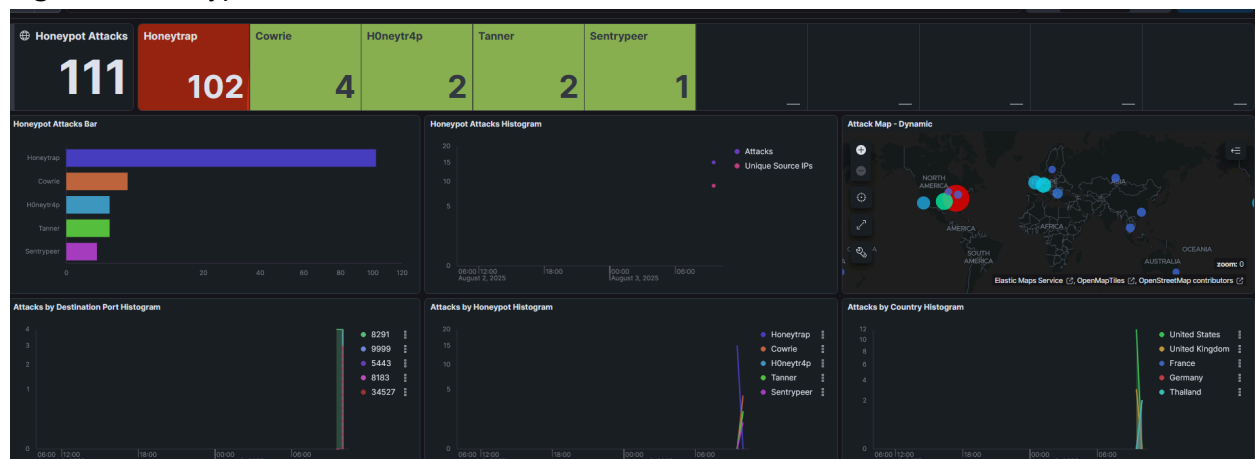 Honeypot Attacks
111
Honeytrap
102
Cowrie
4
H0neytr4p
2
Tanner
2
Sentrypeer
1
Honeypot Attacks Bar
Honeytrap
Cowrie
H0neytr4p
Tanner
Sentrypeer
0 20 40 60 80 100 120
Honeypot Attacks Histogram
20
15
10
5
0
06:00 12:00 18:00 00:00 06:00
August 2, 2025 August 3, 2025
Attacks
Unique Source IPs
Attack Map - Dynamic
NORTH
AMERICA
AMERICA
AFRICA
SOUTH
AMERICA
OCEANIA
AUSTRALIA
zoom: 0
Elastic Maps Service, OpenMapTiles, OpenStreetMap contributors
Attacks by Destination Port Histogram
4
3
2
1
0
06:00 12:00 18:00 00:00 06:00
8291
9999
5443
8183
34527
Attacks by Honeypot Histogram
20
15
10
5
0
06:00 12:00 18:00 00:00 06:00
Honeytrap
Cowrie
H0neytr4p
Tanner
Sentrypeer
Attacks by Country Histogram
12
10
8
6
4
2
0
06:00 12:00 18:00 00:00 06:00
United States
United Kingdom
France
Germany
Thailand